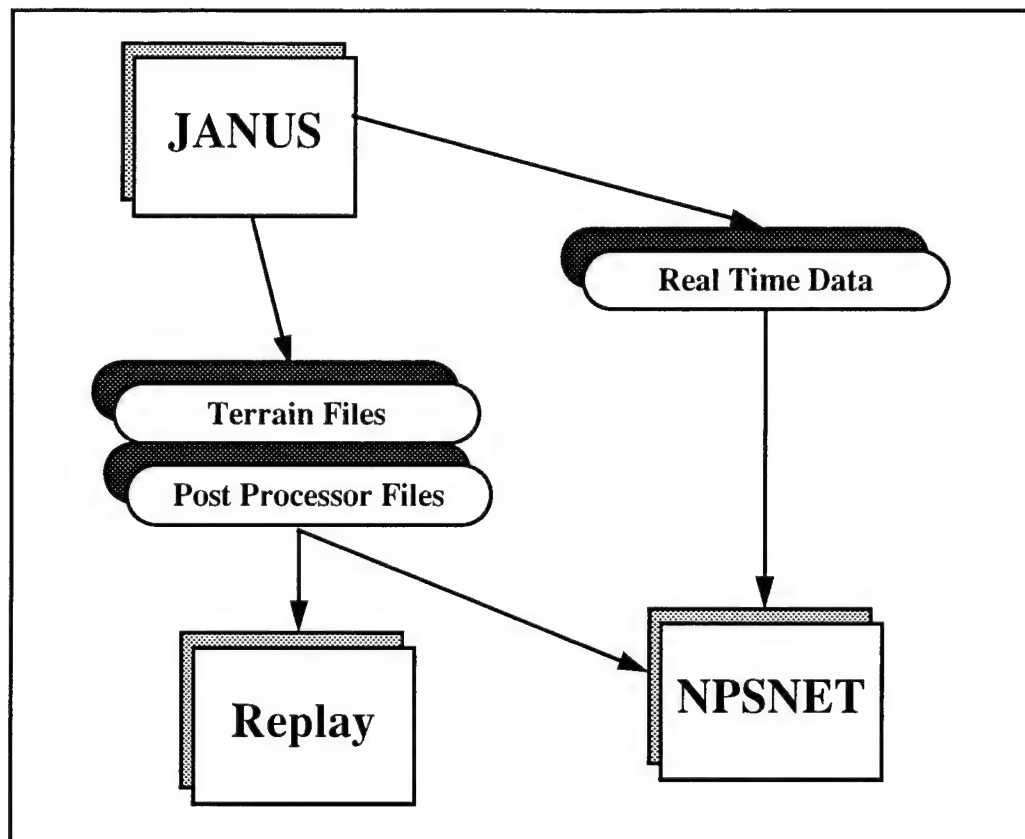 JANUS
Real Time Data
Terrain Files
Post Processor Files
Replay
NPSNET